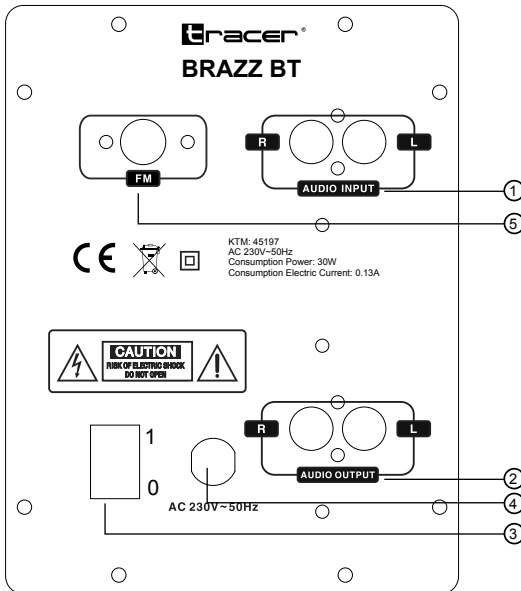 tracer®
BRAZZ BT
R L
AUDIO INPUT
FM
1
5
CE
KTM: 45197
AC 230V~50Hz
Consumption Power: 30W
Consumption Electric Current: 0.13A
CAUTION
RISK OF ELECTRIC SHOCK
DO NOT OPEN
R L
AUDIO OUTPUT
1
0
AC 230V~50Hz
2
4
3